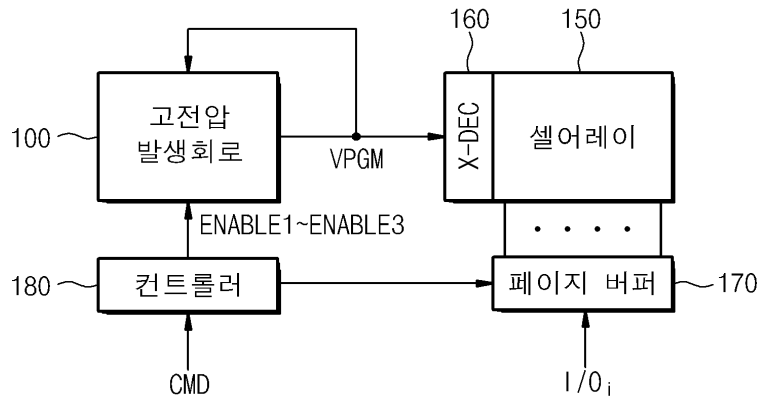 160
150
고전압
발생회로
100
VPGM
X-DEC
셀어레이
ENABLE1~ENABLE3
. . . .
180
컨트롤러
페이지 버퍼
170
CMD
I/Oi